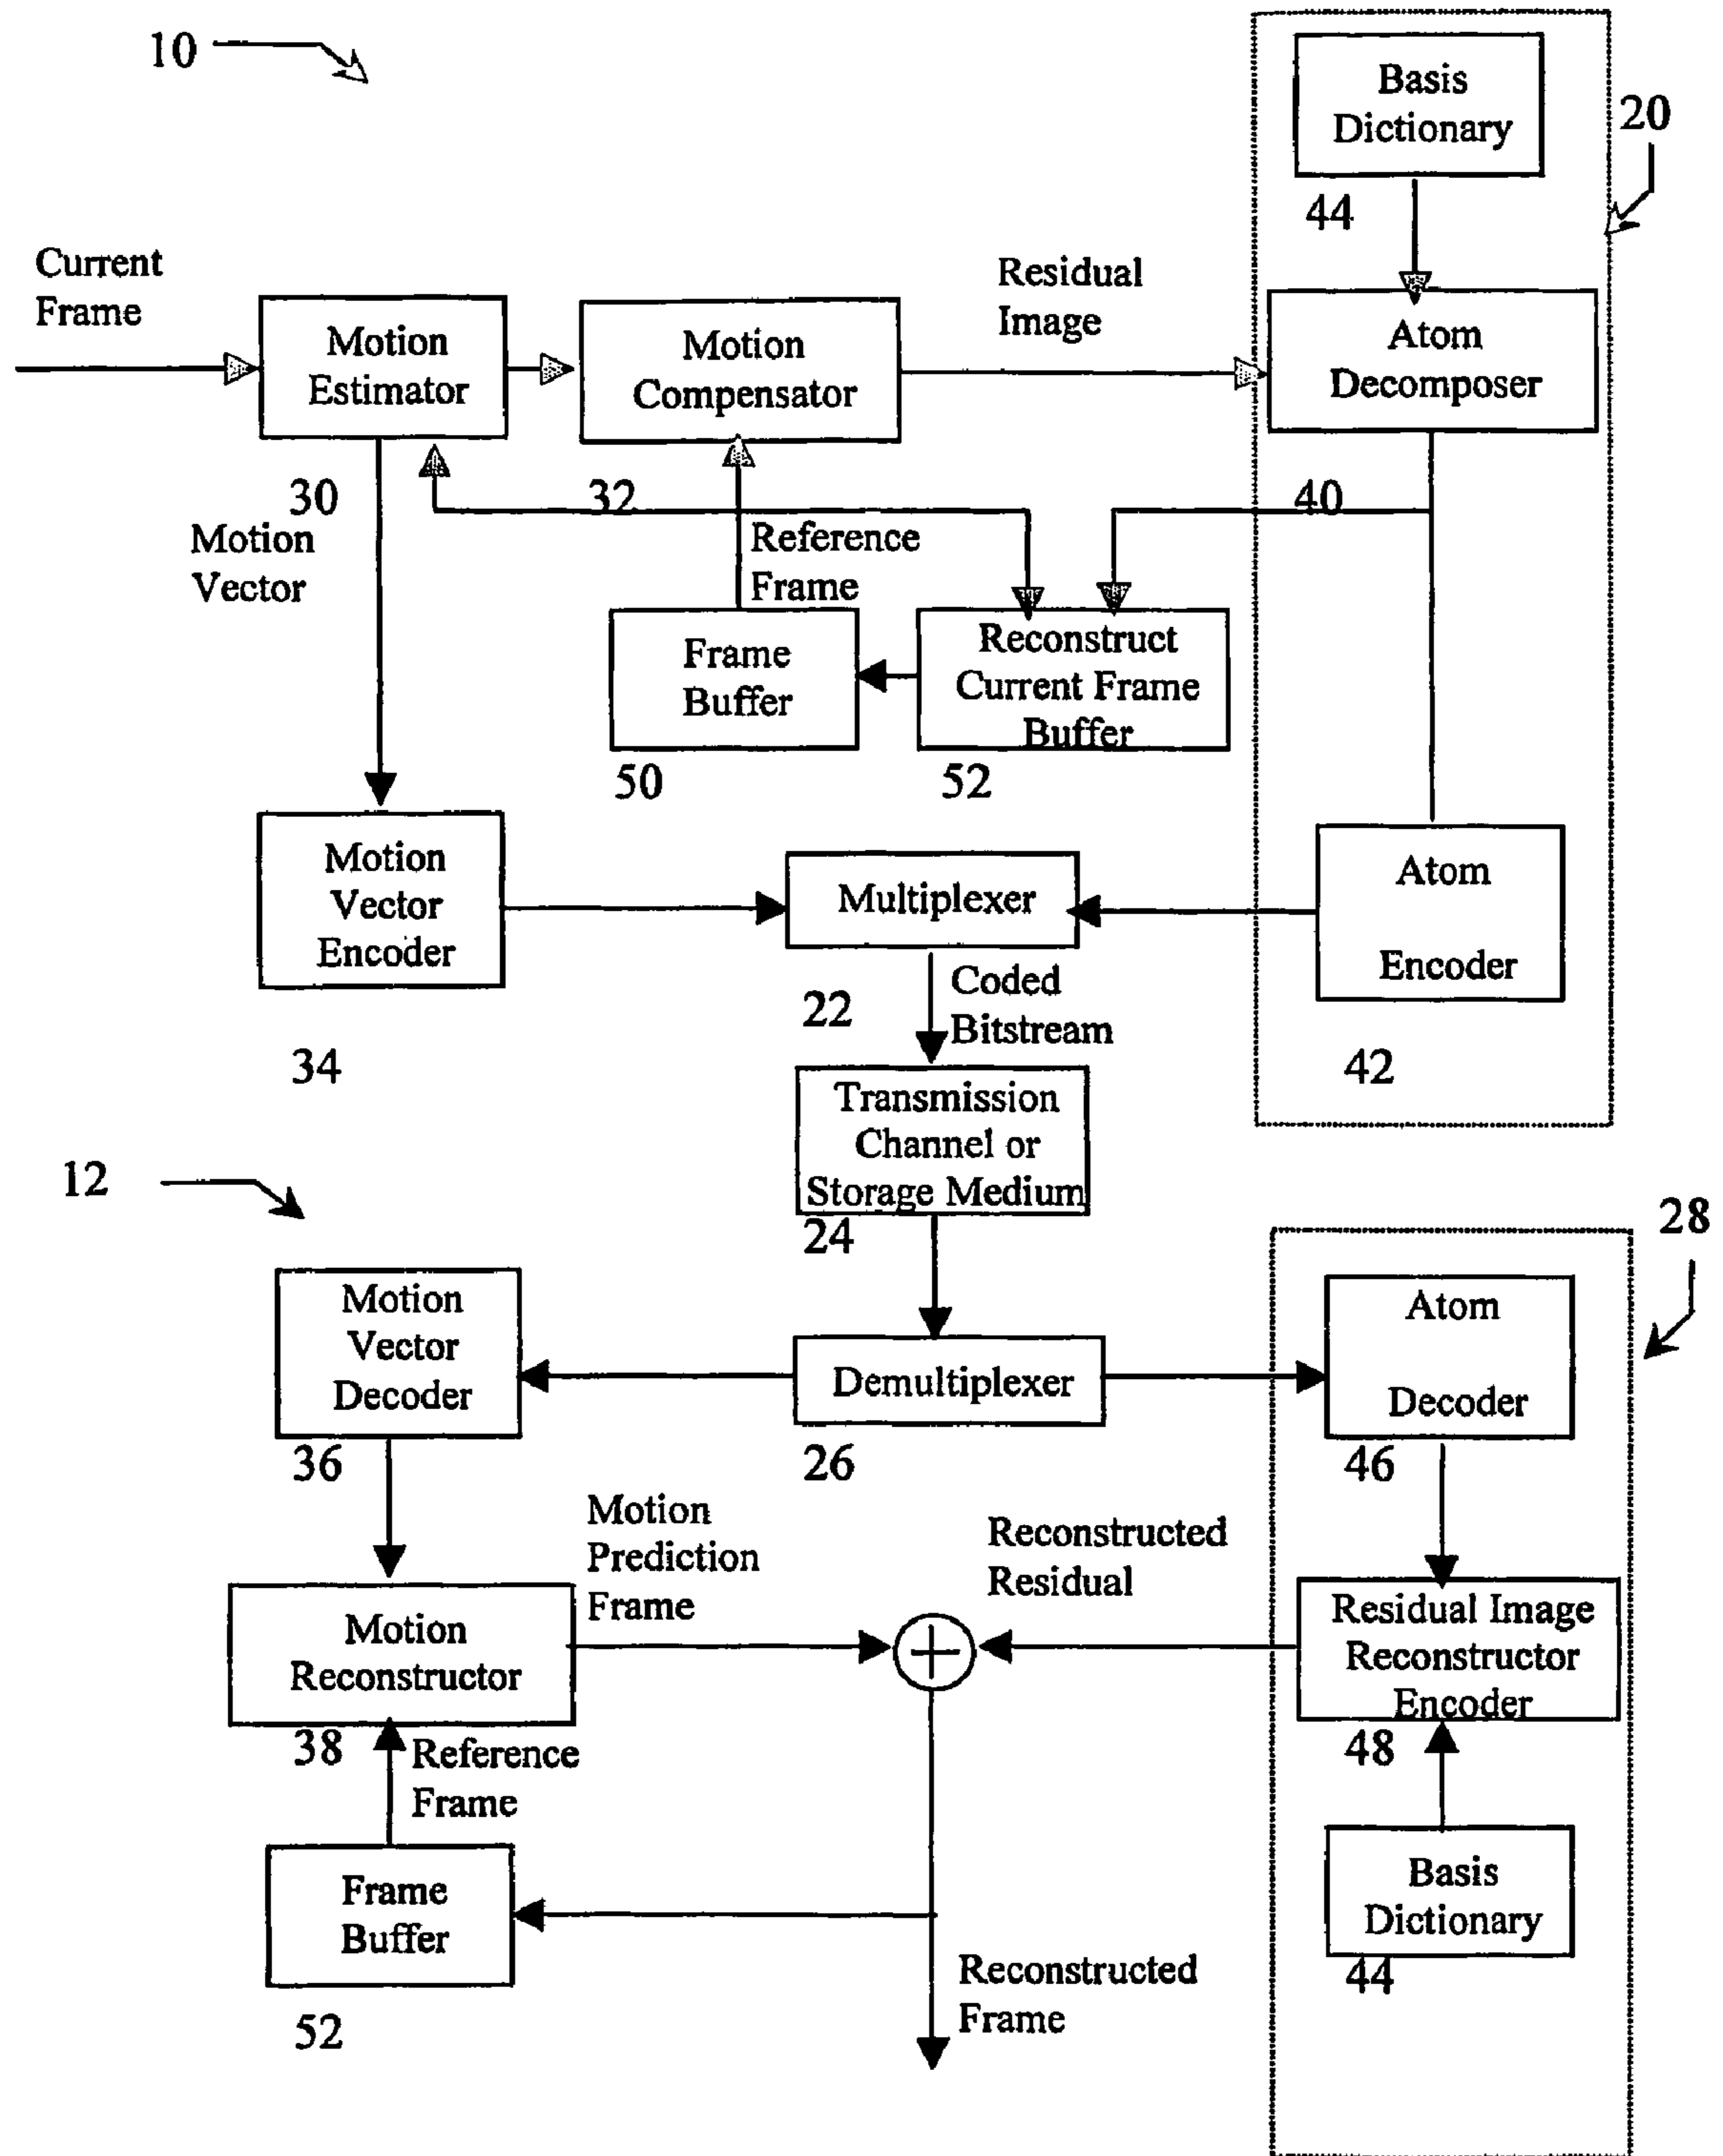 10
Basis
Dictionary
20
44
Current
Frame
Residual
Image
Motion
Estimator
Motion
Compensator
Atom
Decomposer
30
32
40
Motion
Vector
Reference
Frame
Frame
Buffer
Reconstruct
Current Frame
Buffer
50
52
Motion
Vector
Encoder
Multiplexer
Atom
Encoder
22
Coded
Bitstream
34
42
Transmission
Channel or
Storage Medium
12
24
28
Motion
Vector
Decoder
Demultiplexer
Atom
Decoder
36
26
46
Motion
Prediction
Frame
Reconstructed
Residual
Motion
Reconstructor
Residual Image
Reconstructor
Encoder
38
Reference
Frame
48
Frame
Buffer
Basis
Dictionary
44
Reconstructed
Frame
52